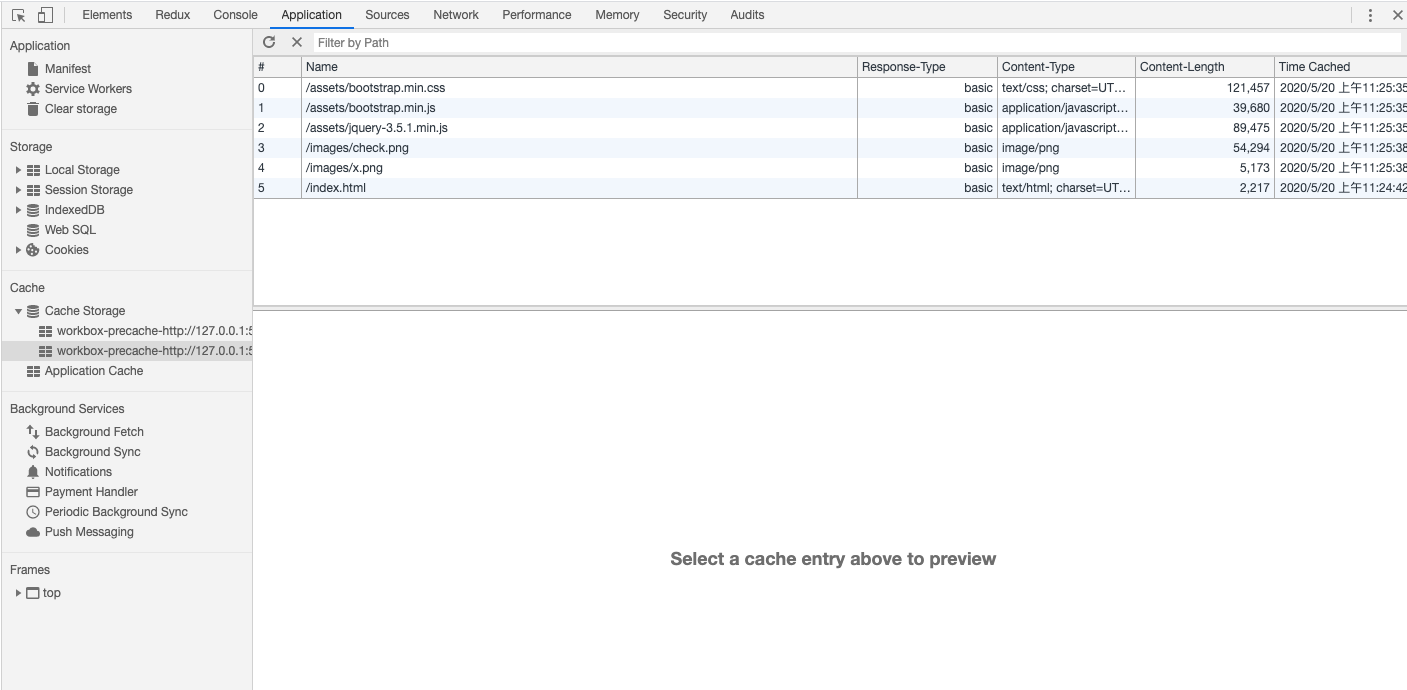 Elements Redux Console Application Sources Network Performance Memory Security Audits
Application
Manifest
Service Workers
Clear storage
Storage
Local Storage
Session Storage
IndexedDB
Web SQL
Cookies
Cache
Cache Storage
workbox-precache-http://127.0.0.1:5
workbox-precache-http://127.0.0.1:5
Application Cache
Background Services
Background Fetch
Background Sync
Notifications
Payment Handler
Periodic Background Sync
Push Messaging
Frames
top
Filter by Path
# Name Response-Type Content-Type Content-Length Time Cached
0 /assets/bootstrap.min.css basic text/css; charset=UT… 121,457 2020/5/20 上午11:25:35
1 /assets/bootstrap.min.js basic application/javascript… 39,680 2020/5/20 上午11:25:35
2 /assets/jquery-3.5.1.min.js basic application/javascript… 89,475 2020/5/20 上午11:25:35
3 /images/check.png basic image/png 54,294 2020/5/20 上午11:25:38
4 /images/x.png basic image/png 5,173 2020/5/20 上午11:25:38
5 /index.html basic text/html; charset=UT… 2,217 2020/5/20 上午11:24:42
Select a cache entry above to preview